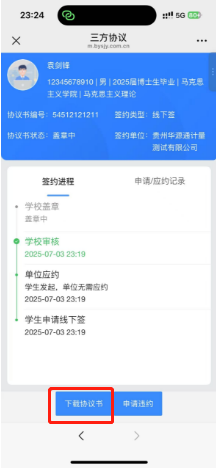 23:24
5G 60
三方协议
m.bysjy.com.cn
袁剑锋
12345678910 | 男 | 2025届博士生毕业 | 马克思
主义学院 | 马克思主义理论
协议书编号：54512121211
签约类型：线下签
协议书状态：盖章中
签约单位：贵州华源通计量
测试有限公司
签约进程
申请/应约记录
学校盖章
盖章中
学校审核
2025-07-03 23:19
单位应约
学生发起，单位无需应约
2025-07-03 23:19
学生申请线下签
2025-07-03 23:19
下载协议书
申请违约